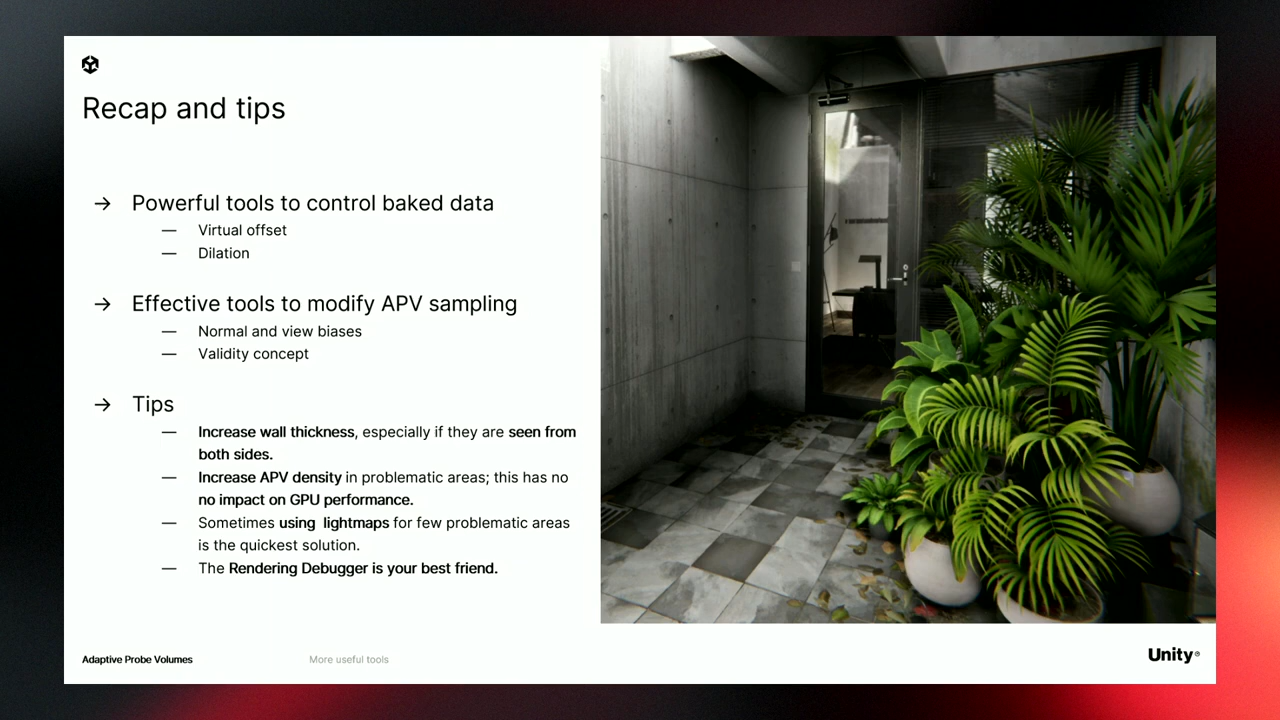 Recap and tips
→ Powerful tools to control baked data
— Virtual offset
— Dilation
→ Effective tools to modify APV sampling
— Normal and view biases
— Validity concept
→ Tips
— Increase wall thickness, especially if they are seen from
both sides.
— Increase APV density in problematic areas; this has no
no impact on GPU performance.
— Sometimes using  lightmaps for few problematic areas
is the quickest solution.
— The Rendering Debugger is your best friend.
Adaptive Probe Volumes
More useful tools
Unity®